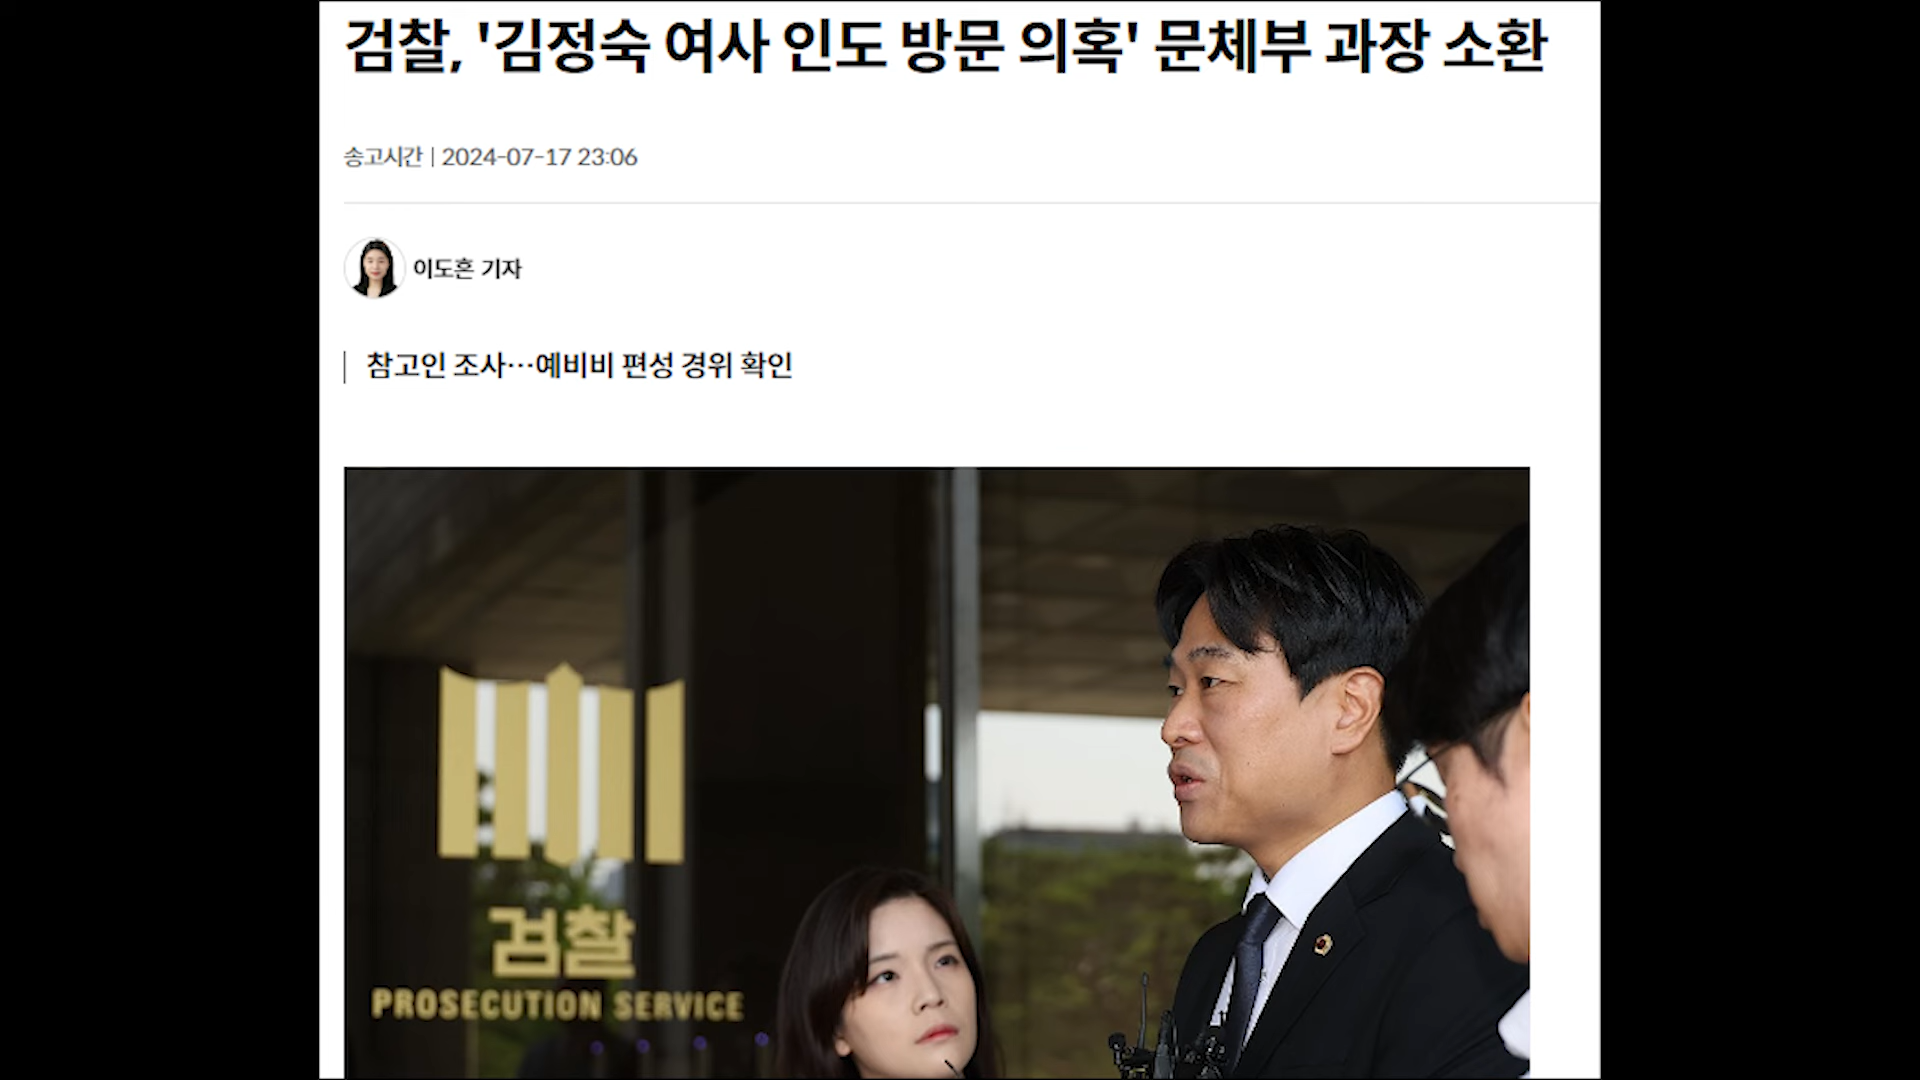 검찰, '김정숙 여사 인도 방문 의혹' 문체부 과장 소환
송고시간 | 2024-07-17 23:06
이도흔 기자
참고인 조사…예비비 편성 경위 확인
검찰
PROSECUTION SERVICE